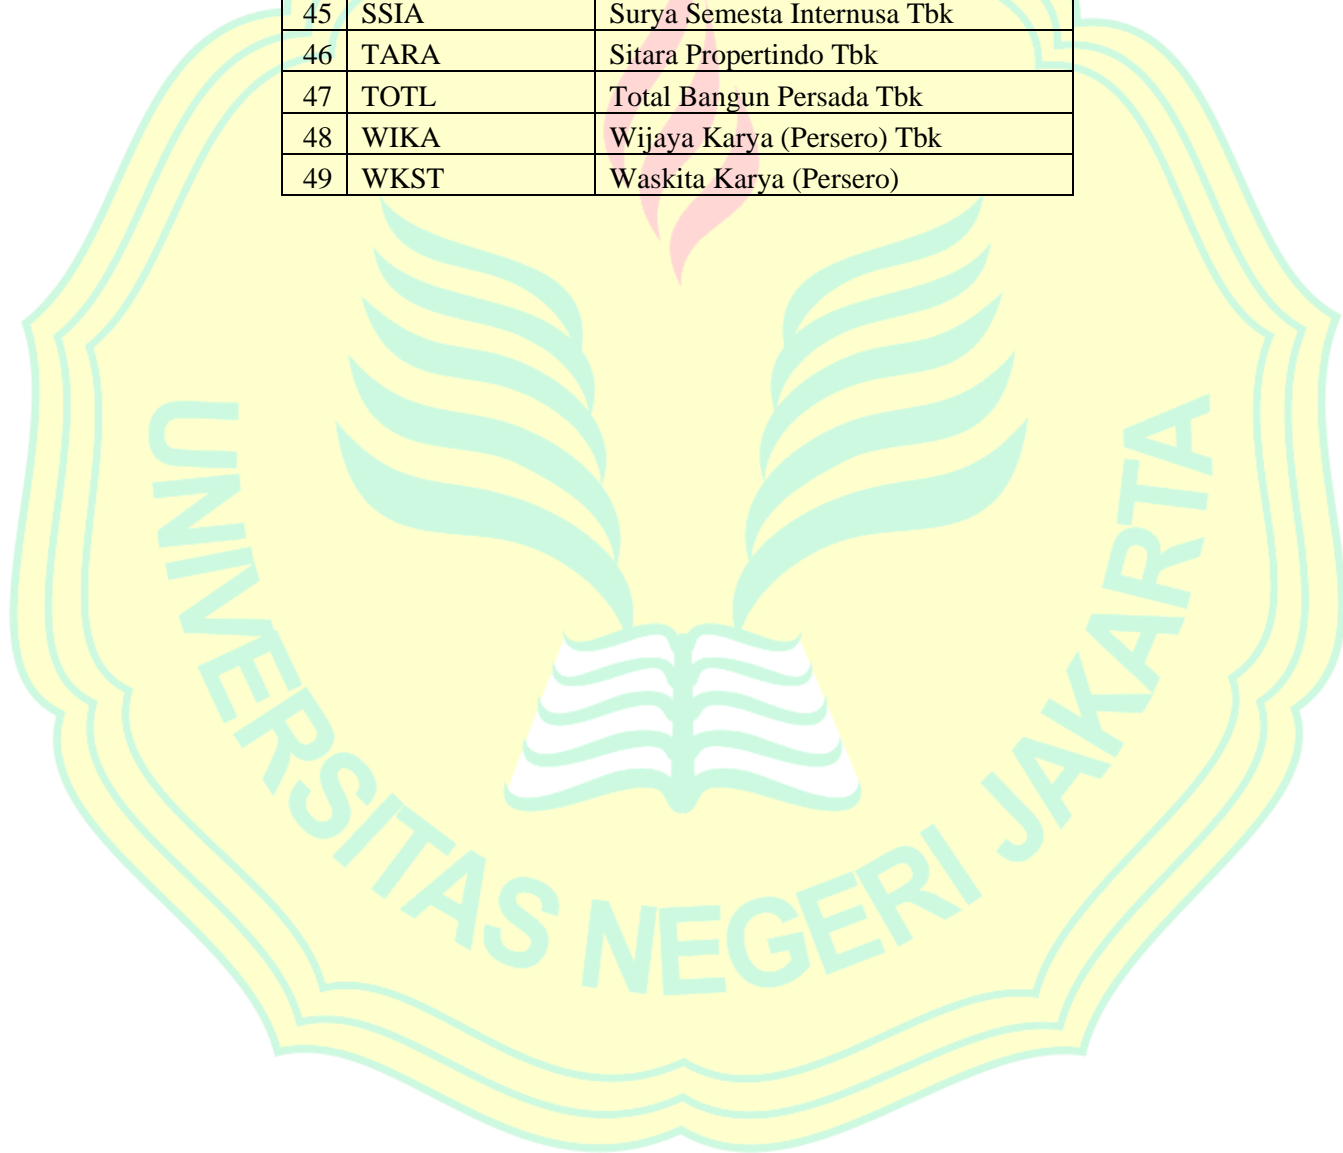 45 SSIA Surya Semesta Internusa Tbk
46 TARA Sitara Propertindo Tbk
47 TOTL Total Bangun Persada Tbk
48 WIKA Wijaya Karya (Persero) Tbk
49 WKST Waskita Karya (Persero)
UNIVERSITAS NEGERI JAKARTA